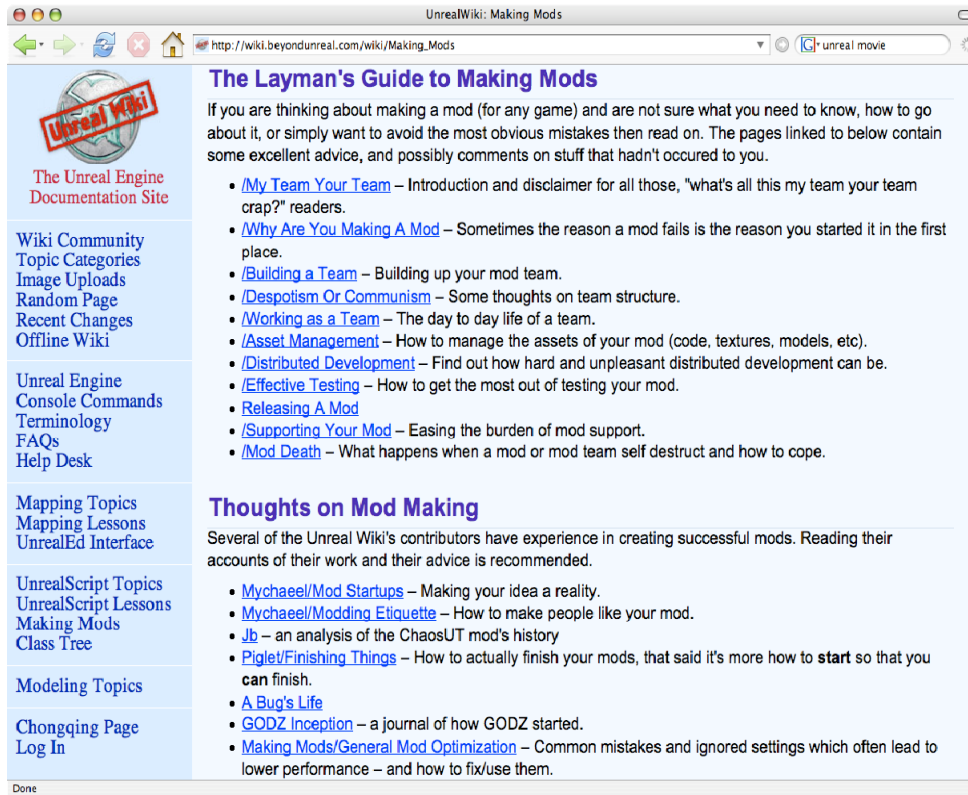 UnrealWiki: Making Mods
http://wiki.beyondunreal.com/wiki/Making_Mods
G unreal movie
Unreal Wiki
The Unreal Engine
Documentation Site
Wiki Community
Topic Categories
Image Uploads
Random Page
Recent Changes
Offline Wiki
Unreal Engine
Console Commands
Terminology
FAQs
Help Desk
Mapping Topics
Mapping Lessons
UnrealEd Interface
UnrealScript Topics
UnrealScript Lessons
Making Mods
Class Tree
Modeling Topics
Chongqing Page
Log In
The Layman's Guide to Making Mods
If you are thinking about making a mod (for any game) and are not sure what you need to know, how to go
about it, or simply want to avoid the most obvious mistakes then read on. The pages linked to below contain
some excellent advice, and possibly comments on stuff that hadn't occured to you.
• /My Team Your Team – Introduction and disclaimer for all those, "what's all this my team your team
crap?" readers.
• /Why Are You Making A Mod – Sometimes the reason a mod fails is the reason you started it in the first
place.
• /Building a Team – Building up your mod team.
• /Despotism Or Communism – Some thoughts on team structure.
• /Working as a Team – The day to day life of a team.
• /Asset Management – How to manage the assets of your mod (code, textures, models, etc).
• /Distributed Development – Find out how hard and unpleasant distributed development can be.
• /Effective Testing – How to get the most out of testing your mod.
• Releasing A Mod
• /Supporting Your Mod – Easing the burden of mod support.
• /Mod Death – What happens when a mod or mod team self destruct and how to cope.
Thoughts on Mod Making
Several of the Unreal Wiki's contributors have experience in creating successful mods. Reading their
accounts of their work and their advice is recommended.
• Mychaeel/Mod Startups – Making your idea a reality.
• Mychaeel/Modding Etiquette – How to make people like your mod.
• Jb – an analysis of the ChaosUT mod's history
• Piglet/Finishing Things – How to actually finish your mods, that said it's more how to start so that you
can finish.
• A Bug's Life
• GODZ Inception – a journal of how GODZ started.
• Making Mods/General Mod Optimization – Common mistakes and ignored settings which often lead to
lower performance – and how to fix/use them.
Done